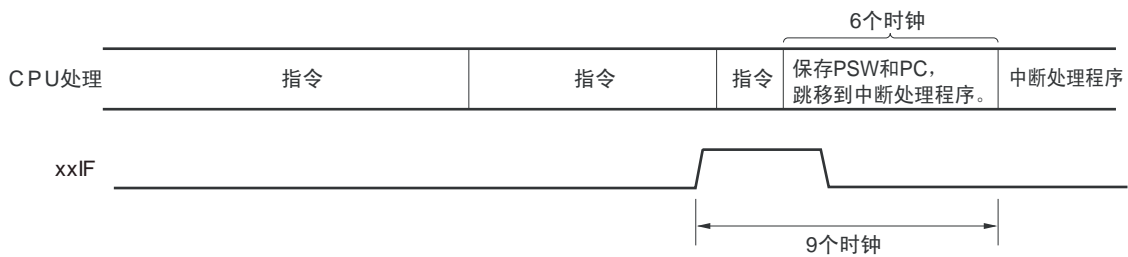 6个时钟
CPU处理
指令
指令
指令
保存PSW和PC，
跳移到中断处理程序。
中断处理程序
xxIF
9个时钟